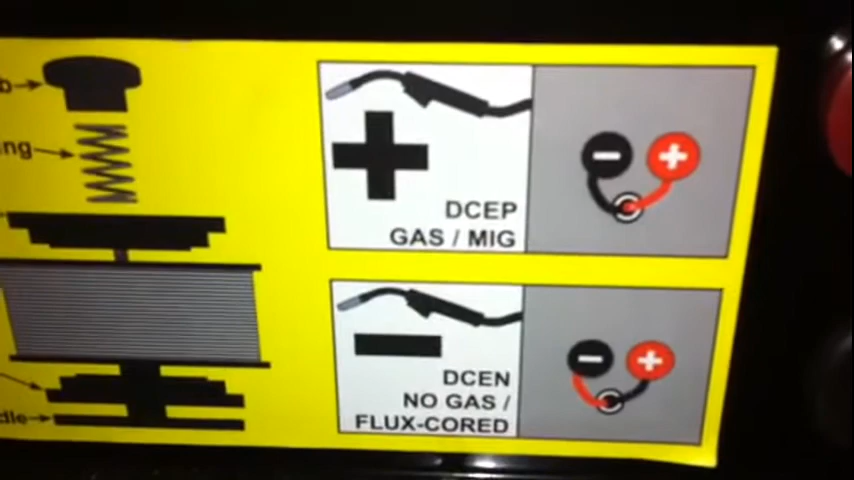 DCEP
GAS / MIG
DCEN
NO GAS /
FLUX-CORED